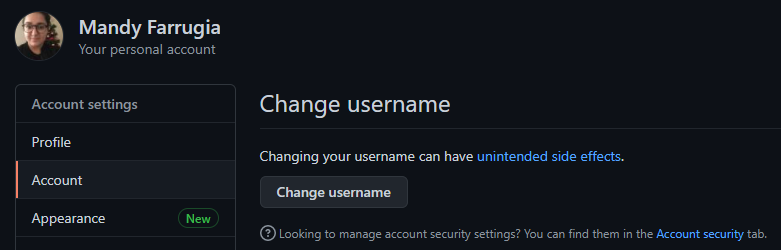 Mandy Farrugia
Your personal account
Account settings
Profile
Account
Appearance New
Change username
Changing your username can have unintended side effects.
Change username
Looking to manage account security settings? You can find them in the Account security tab.